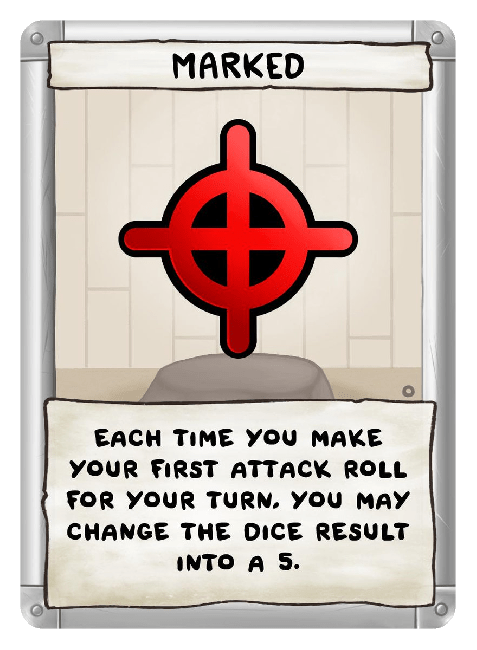 MARKED
EACH TIME YOU MAKE
YOUR FIRST ATTACK ROLL
FOR YOUR TURN, YOU MAY
CHANGE THE DICE RESULT
INTO A 5.